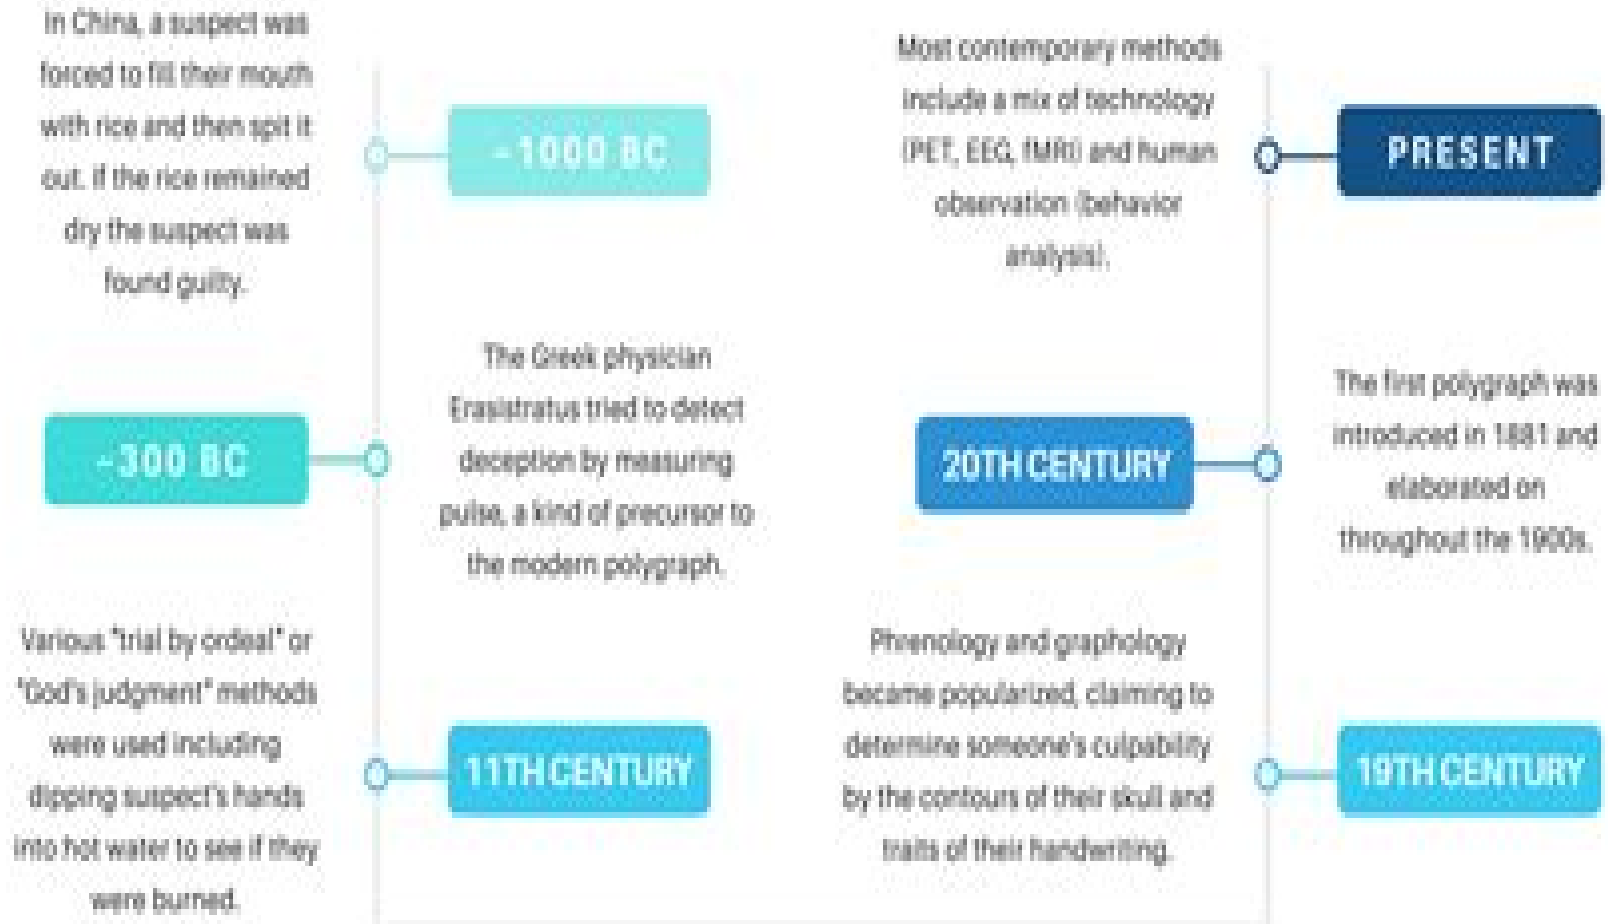 In China, a suspect was
forced to fill their mouth
with rice and then spit it
out. If the rice remained
dry the suspect was
found guilty.
~1000 BC
~300 BC
The Greek physician
Erasistratus tried to detect
deception by measuring
pulse, a kind of precursor to
the modern polygraph.
Various "trial by ordeal" or
"God's judgment" methods
were used including
dipping suspect's hands
into hot water to see if they
were burned.
11TH CENTURY
Phrenology and graphology
became popularized, claiming to
determine someone's culpability
by the contours of their skull and
traits of their handwriting.
19TH CENTURY
20TH CENTURY
The first polygraph was
introduced in 1881 and
elaborated on
throughout the 1900s.
Most contemporary methods
include a mix of technology
(PET, EEG, fMRI) and human
observation (behavior
analysis).
PRESENT